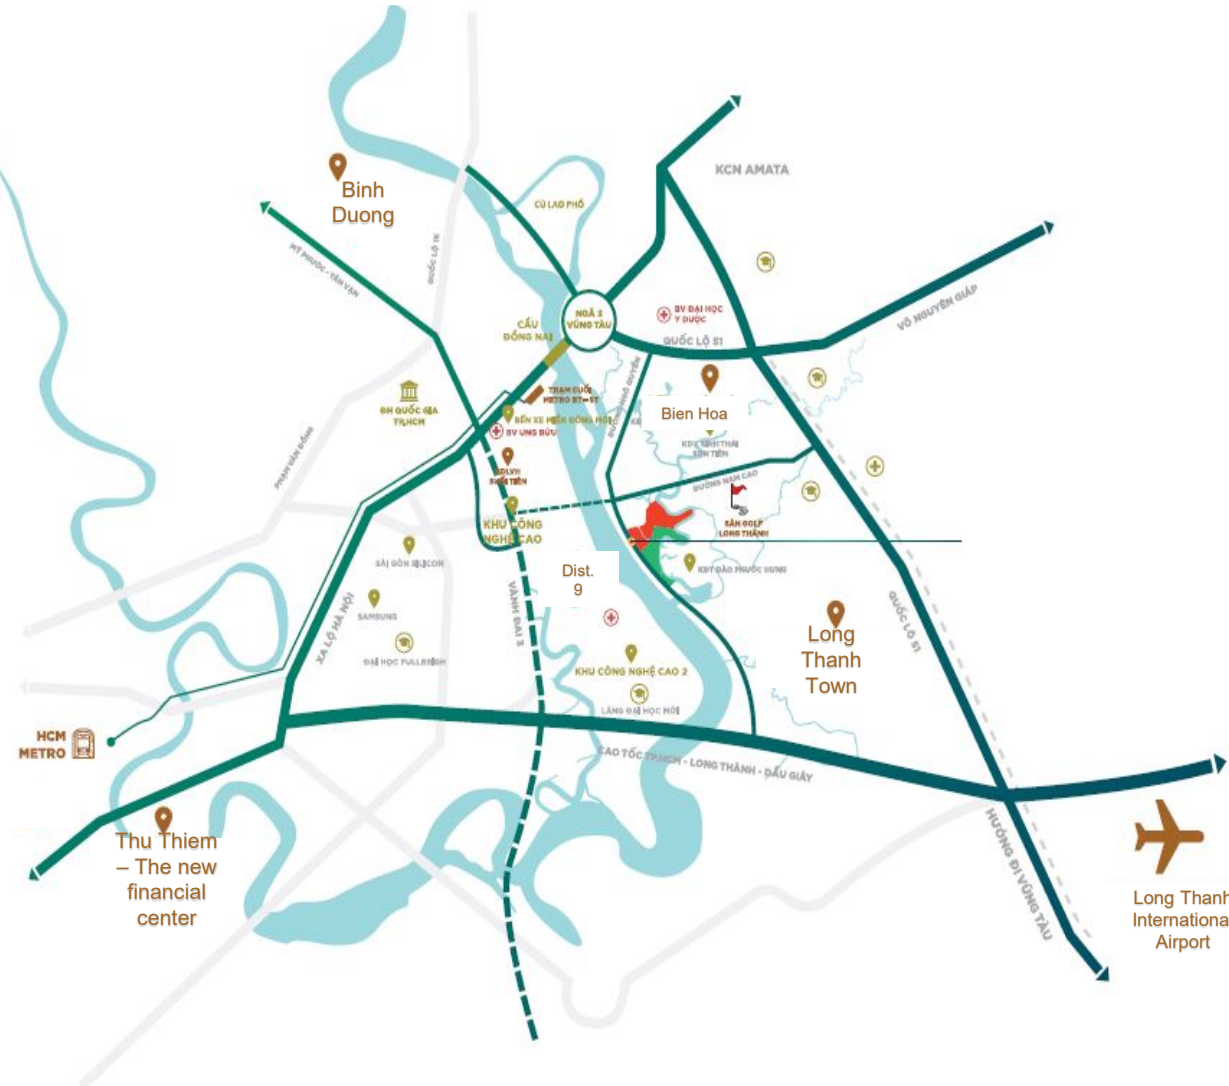 KCN AMATA
Binh
Duong
CÙ LAO PHỐ
QUỐC LỘ 1K
MỸ PHƯỚC - TÂN VẠN
VÕ NGUYÊN GIÁP
BV ĐẠI HỌC
Y DƯỢC
NGÃ 3
VŨNG TÀU
CẦU
ĐỒNG NAI
QUỐC LỘ 51
TRẠM CUỐI
METRO BT-ST
ĐH QUỐC GIA
TP.HCM
BẾN XE MIỀN ĐÔNG MỚI
BV UNG BƯỚU
Bien Hoa
PHẠM VĂN ĐỒNG
SƠN TIÊN
ĐƯỜNG NAM CAO
SÂN GOLF
LONG THÀNH
KHU CÔNG
NGHỆ CAO
SÀI GÒN SILICON
KĐT ĐẢO PHƯỚC HƯNG
Dist.
9
VÀNH ĐAI 3
SAMSUNG
XA LỘ HÀ NỘI
QUỐC LỘ 51
Long
Thanh
Town
ĐẠI HỌC FULLBRIGH
KHU CÔNG NGHỆ CAO 2
LÀNG ĐẠI HỌC MỚI
HCM
METRO
CAO TỐC TP.HCM - LONG THÀNH - DẦU GIÂY
HƯỚNG ĐI VŨNG TÀU
Thu Thiem
– The new
financial
center
Long Thanh
Internationa
Airport